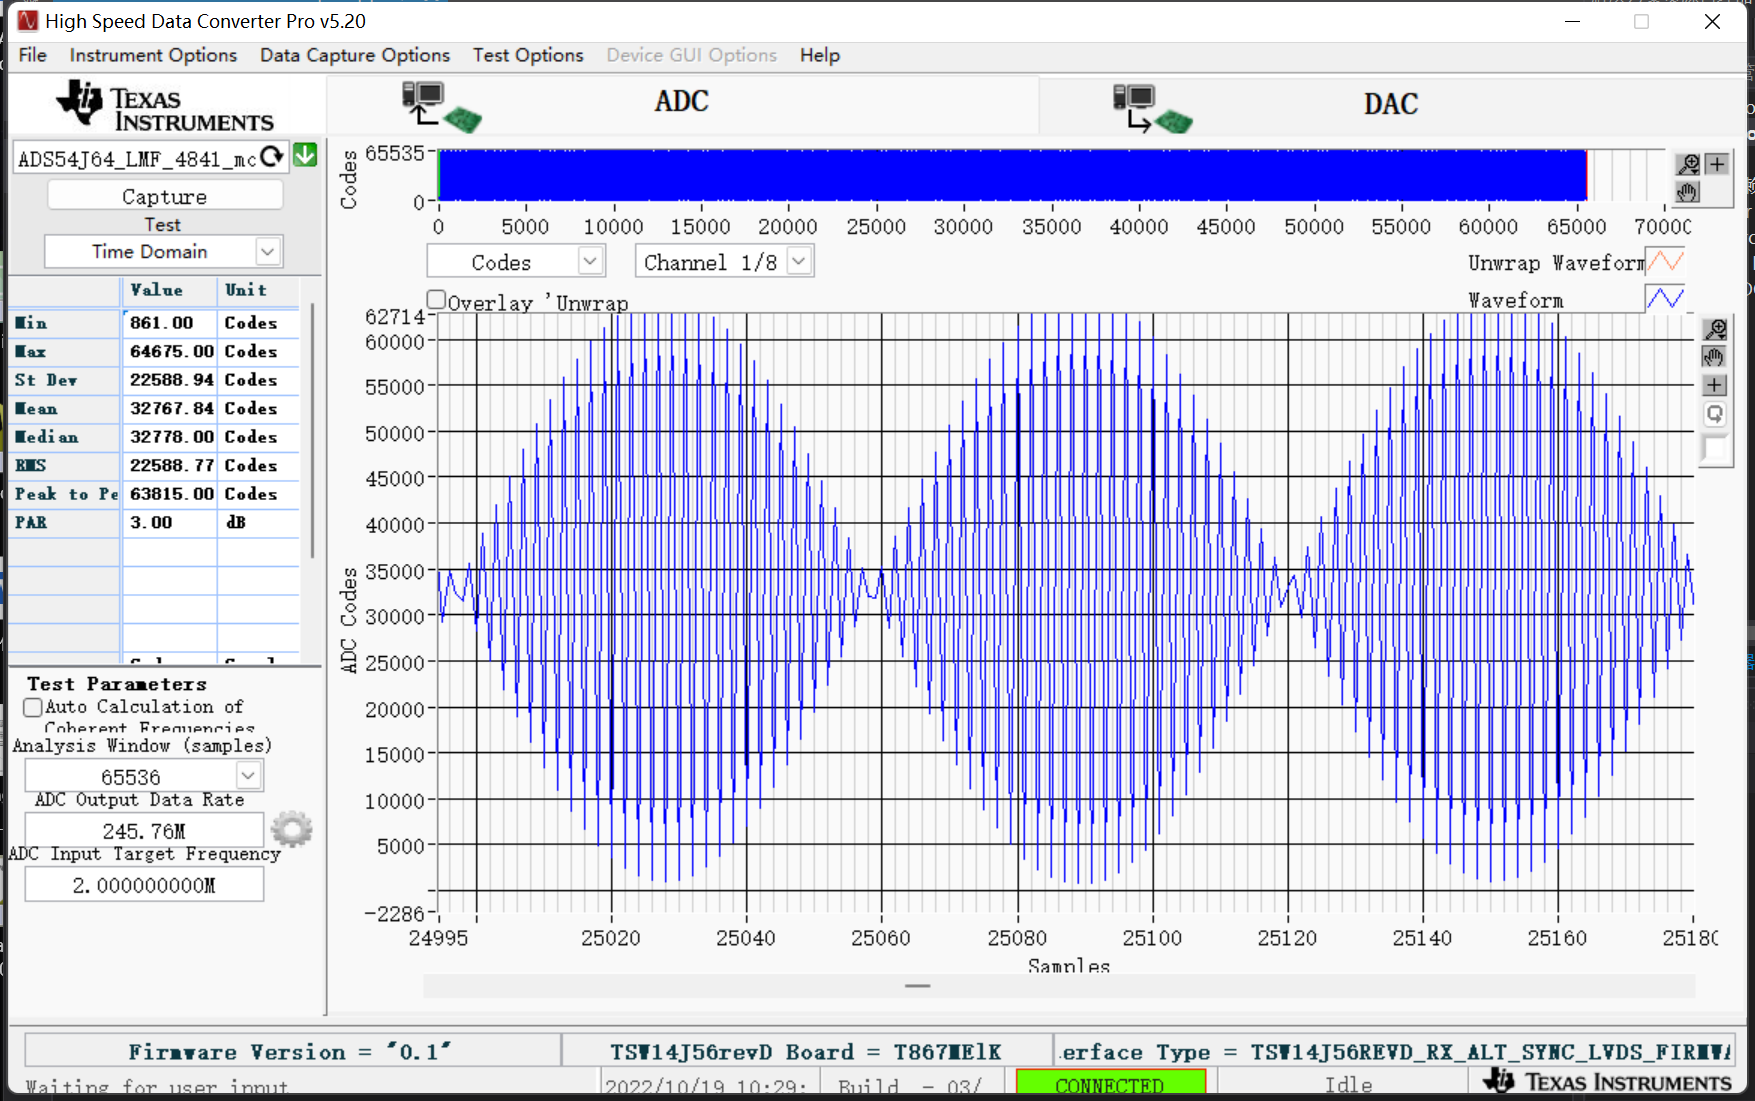 High Speed Data Converter Pro v5.20
File Instrument Options Data Capture Options Test Options Device GUI Options Help
TEXAS INSTRUMENTS
ADC
DAC
ADS54J64_LMF_4841_mc
Capture
Test
Time Domain
Value Unit
Min 861.00 Codes
Max 64675.00 Codes
St Dev 22588.94 Codes
Mean 32767.84 Codes
Median 32778.00 Codes
RMS 22588.77 Codes
Peak to Pe 63815.00 Codes
PAR 3.00 dB
Test Parameters
Auto Calculation of
Coherent Frequencies
Analysis Window (samples)
65536
ADC Output Data Rate
245.76M
ADC Input Target Frequency
2.000000000M
Codes
65535
0
0 5000 10000 15000 20000 25000 30000 35000 40000 45000 50000 55000 60000 65000 7000
Codes
Channel 1/8
Unwrap Waveform
Overlay 'Unwrap
Waveform
ADC Codes
62714
60000
55000
50000
45000
40000
35000
30000
25000
20000
15000
10000
5000
-2286
24995 25020 25040 25060 25080 25100 25120 25140 25160 2518
Samples
Firmware Version = "0.1"
TSW14J56revD Board = T867MElK
erface Type = TSW14J56REVD_RX_ALT_SYNC_LVDS_FIRMWA
Waiting for user input
2022/10/19 10:29:
Build - 03/
CONNECTED
Idle
TEXAS INSTRUMENTS